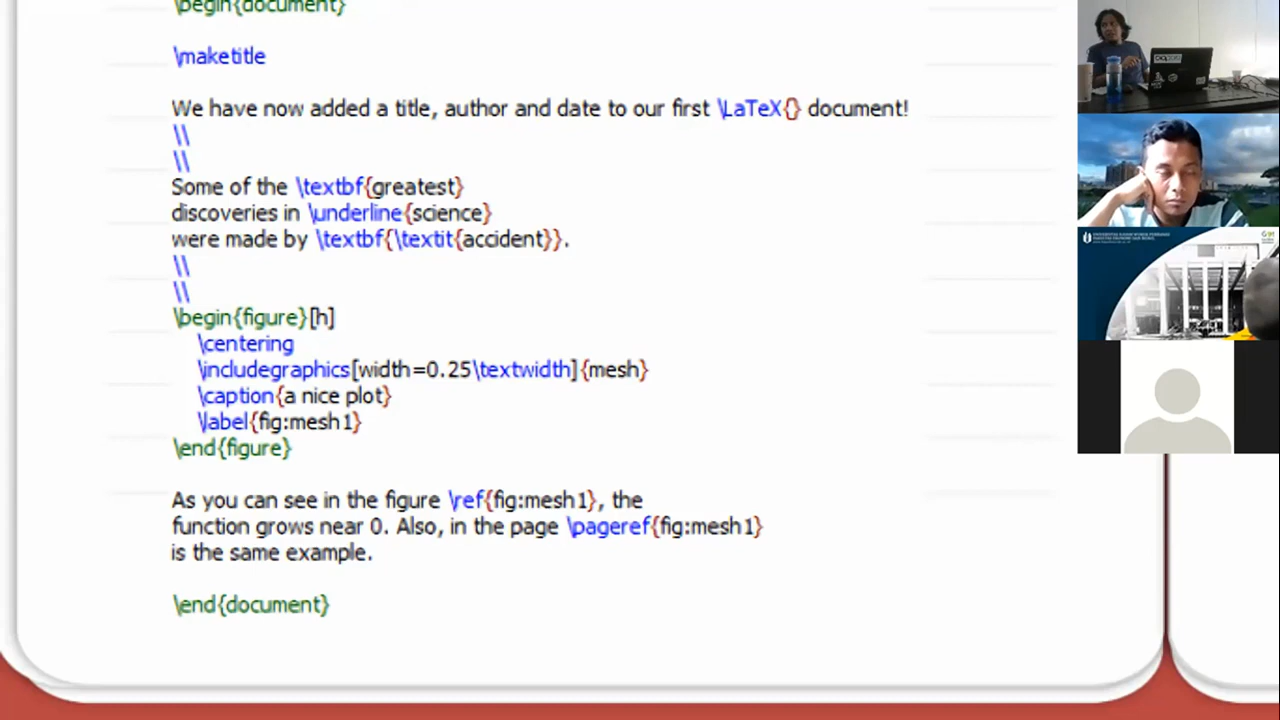 \begin{document}
\maketitle
We have now added a title, author and date to our first \LaTeX{} document!
\\
\\
Some of the \textbf{greatest}
discoveries in \underline{science}
were made by \textbf{\textit{accident}}.
\\
\\
\begin{figure}[h]
\centering
\includegraphics[width=0.25\textwidth]{mesh}
\caption{a nice plot}
\label{fig:mesh1}
\end{figure}
As you can see in the figure \ref{fig:mesh1}, the
function grows near 0. Also, in the page \pageref{fig:mesh1}
is the same example.
\end{document}